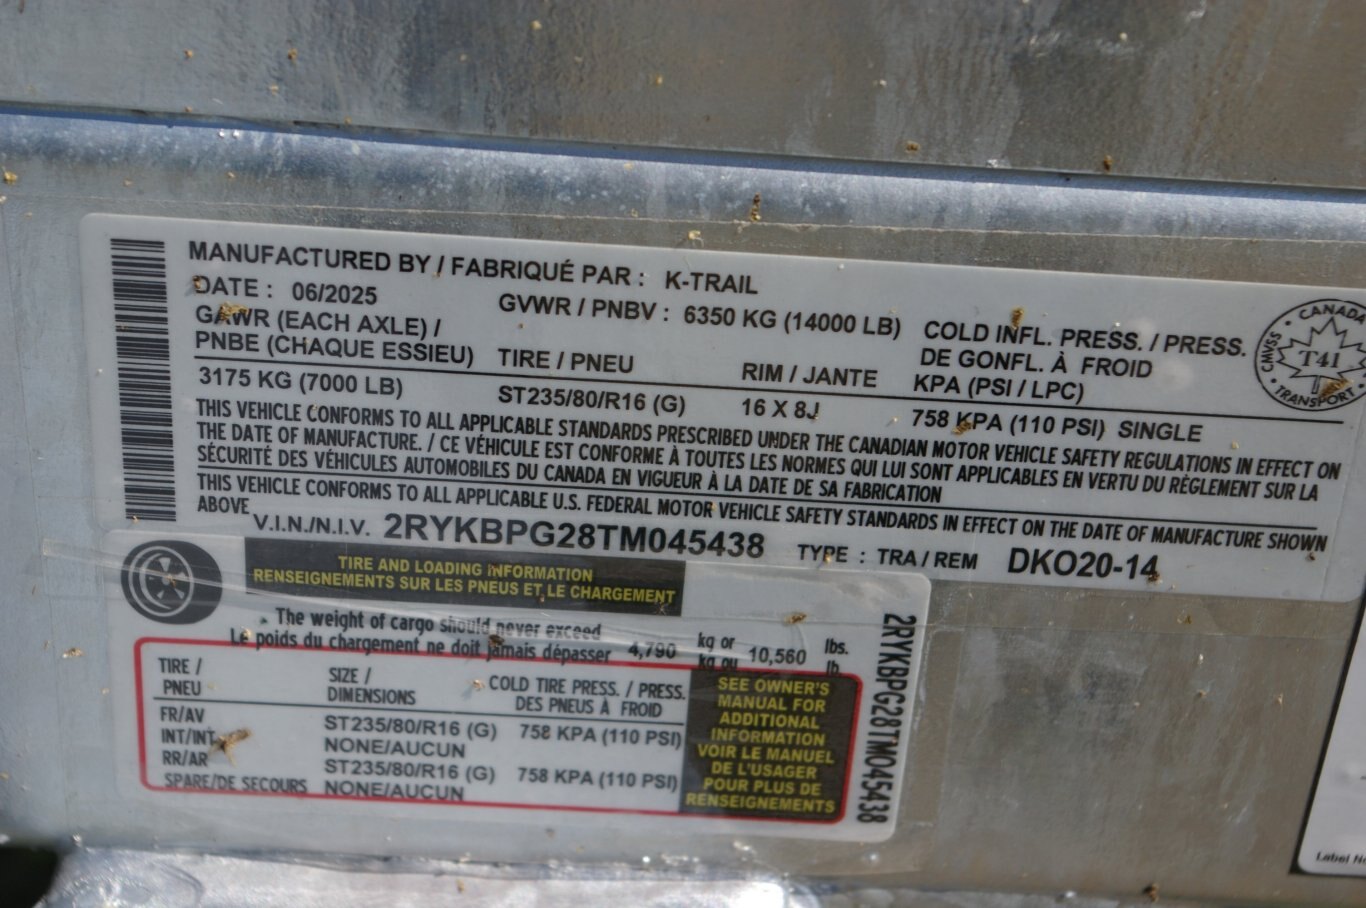 MANUFACTURED BY / FABRIQUÉ PAR : K-TRAIL
DATE : 06/2025
GVWR / PNBV : 6350 KG (14000 LB)
GAWR (EACH AXLE) /
PNBE (CHAQUE ESSIEU)
TIRE / PNEU
RIM / JANTE
COLD INFL. PRESS. / PRESS.
DE GONFL. À FROID
KPA (PSI / LPC)
3175 KG (7000 LB)
ST235/80/R16 (G)
16 X 8J
758 KPA (110 PSI) SINGLE
CANADA
CMVSS
T41
TRANSPORT
THIS VEHICLE CONFORMS TO ALL APPLICABLE STANDARDS PRESCRIBED UNDER THE CANADIAN MOTOR VEHICLE SAFETY REGULATIONS IN EFFECT ON
THE DATE OF MANUFACTURE. / CE VÉHICULE EST CONFORME À TOUTES LES NORMES QUI LUI SONT APPLICABLES EN VERTU DU RÈGLEMENT SUR LA
SÉCURITÉ DES VÉHICULES AUTOMOBILES DU CANADA EN VIGUEUR À LA DATE DE SA FABRICATION
THIS VEHICLE CONFORMS TO ALL APPLICABLE U.S. FEDERAL MOTOR VEHICLE SAFETY STANDARDS IN EFFECT ON THE DATE OF MANUFACTURE SHOWN
ABOVE
V.I.N./N.I.V. 2RYKBPG28TM045438 TYPE : TRA / REM DKO20-14
TIRE AND LOADING INFORMATION
RENSEIGNEMENTS SUR LES PNEUS ET LE CHARGEMENT
The weight of cargo should never exceed
Le poids du chargement ne doit jamais dépasser
4,790
kg or
kg ou
10,560
lbs.
lb
TIRE /
PNEU
SIZE /
DIMENSIONS
COLD TIRE PRESS. / PRESS.
DES PNEUS À FROID
FR/AV ST235/80/R16 (G) 758 KPA (110 PSI)
INT/INT NONE/AUCUN
RR/AR ST235/80/R16 (G) 758 KPA (110 PSI)
SPARE/DE SECOURS NONE/AUCUN
SEE OWNER'S
MANUAL FOR
ADDITIONAL
INFORMATION
VOIR LE MANUEL
DE L'USAGER
POUR PLUS DE
RENSEIGNEMENTS
2RYKBPG28TM045438
Label